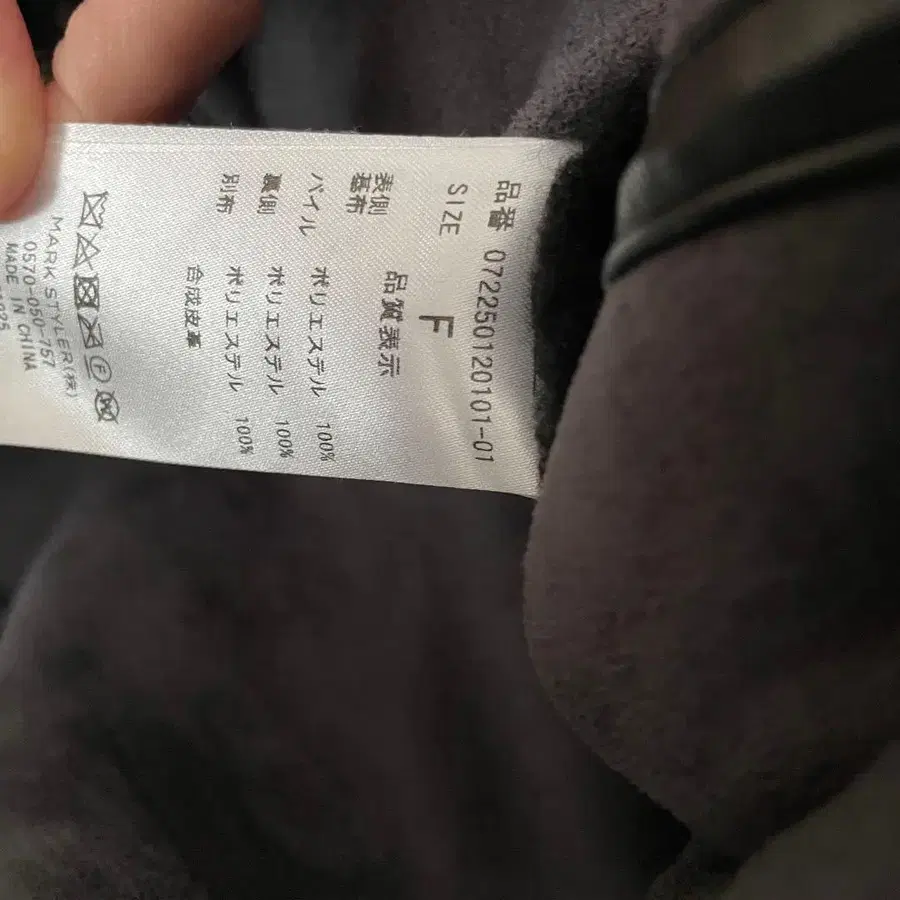 品番 072250120101-01
SIZE F
品質表示
表側
基布 ポリエステル 100%
パイル ポリエステル 100%
裏側 ポリエステル 100%
別布 合成皮革
MARK STYLER(株)
0570-050-757
MADE IN CHINA